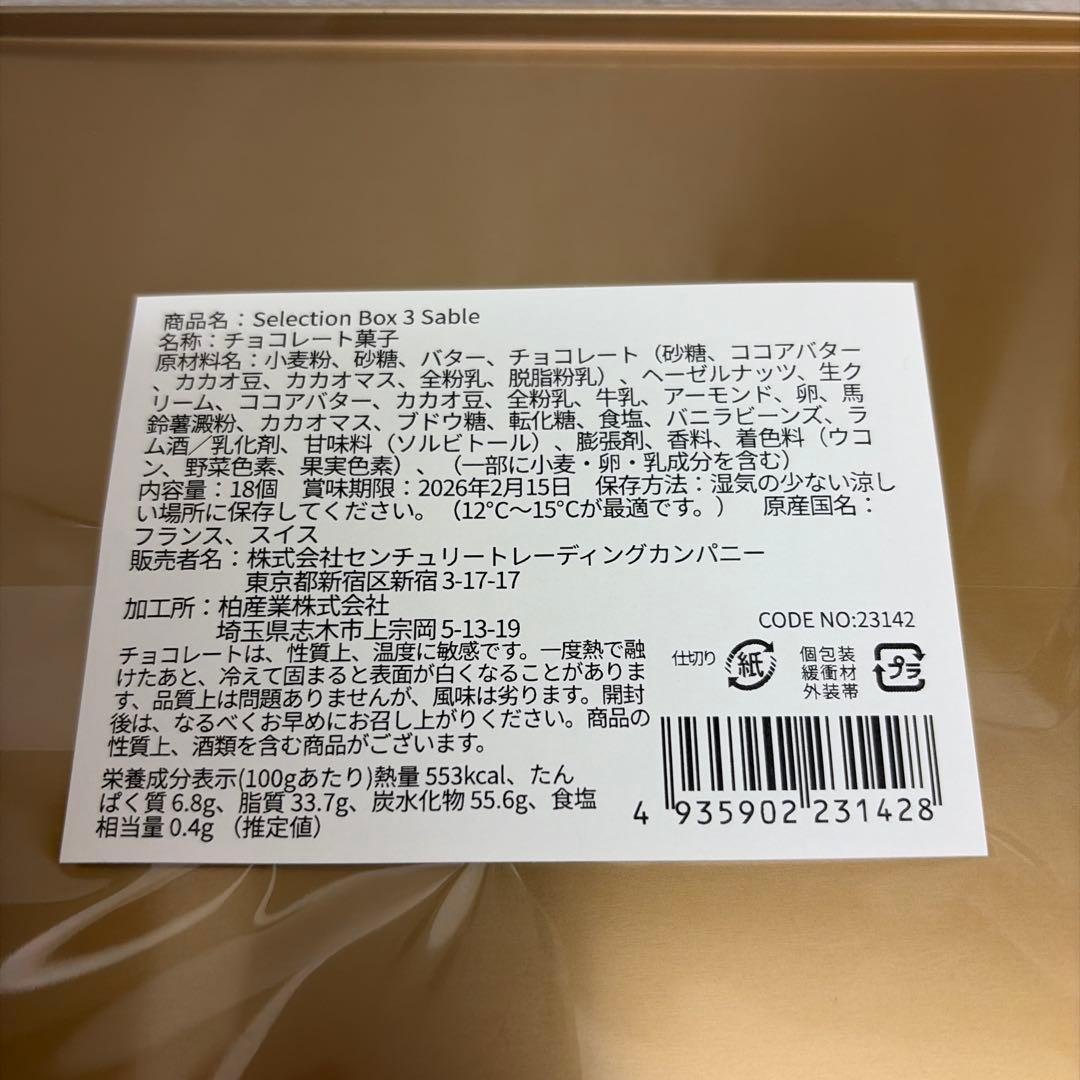 商品名：Selection Box 3 Sable
名称：チョコレート菓子
原材料名：小麦粉、砂糖、バター、チョコレート（砂糖、ココアバター
、カカオ豆、カカオマス、全粉乳、脱脂粉乳）、ヘーゼルナッツ、生ク
リーム、ココアバター、カカオ豆、全粉乳、牛乳、アーモンド、卵、馬
鈴薯澱粉、カカオマス、ブドウ糖、転化糖、食塩、バニラビーンズ、ラ
ム酒／乳化剤、甘味料（ソルビトール）、膨張剤、香料、着色料（ウコ
ン、野菜色素、果実色素）、（一部に小麦・卵・乳成分を含む）
内容量：18個　賞味期限：2026年2月15日　保存方法：湿気の少ない涼し
い場所に保存してください。（12℃～15℃が最適です。）　原産国名：
フランス、スイス
販売者名：株式会社センチュリートレーディングカンパニー
東京都新宿区新宿 3-17-17
加工所：柏産業株式会社
埼玉県志木市上宗岡 5-13-19
チョコレートは、性質上、温度に敏感です。一度熱で融
けたあと、冷えて固まると表面が白くなることがありま
す、品質上は問題ありませんが、風味は劣ります。開封
後は、なるべくお早めにお召し上がりください。商品の
性質上、酒類を含む商品がございます。
栄養成分表示(100gあたり)熱量 553kcal、たん
ぱく質 6.8g、脂質 33.7g、炭水化物 55.6g、食塩
相当量 0.4g （推定値）
CODE NO:23142
仕切り 紙
個包装
緩衝材
外装帯
プラ
4 935902 231428